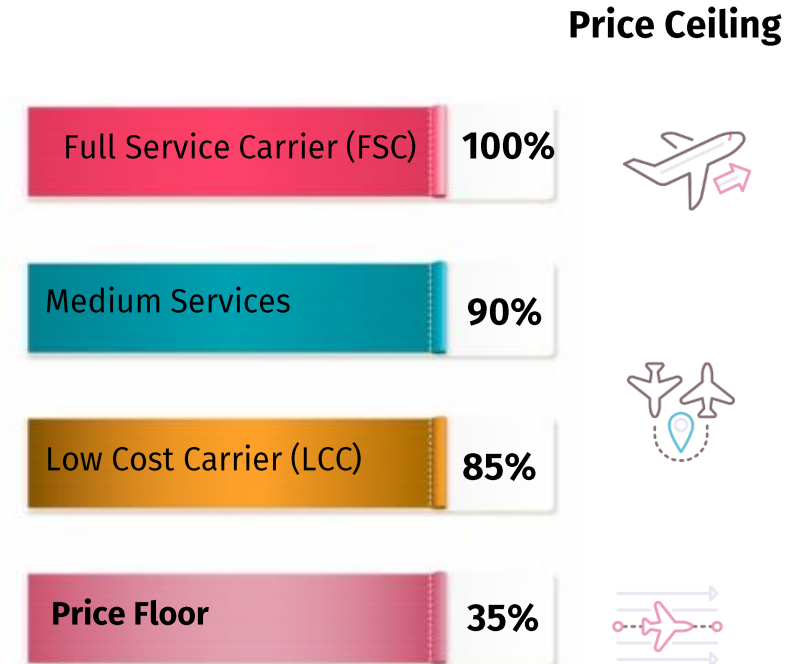 Price Ceiling
Full Service Carrier (FSC) 100%
Medium Services 90%
Low Cost Carrier (LCC) 85%
Price Floor 35%